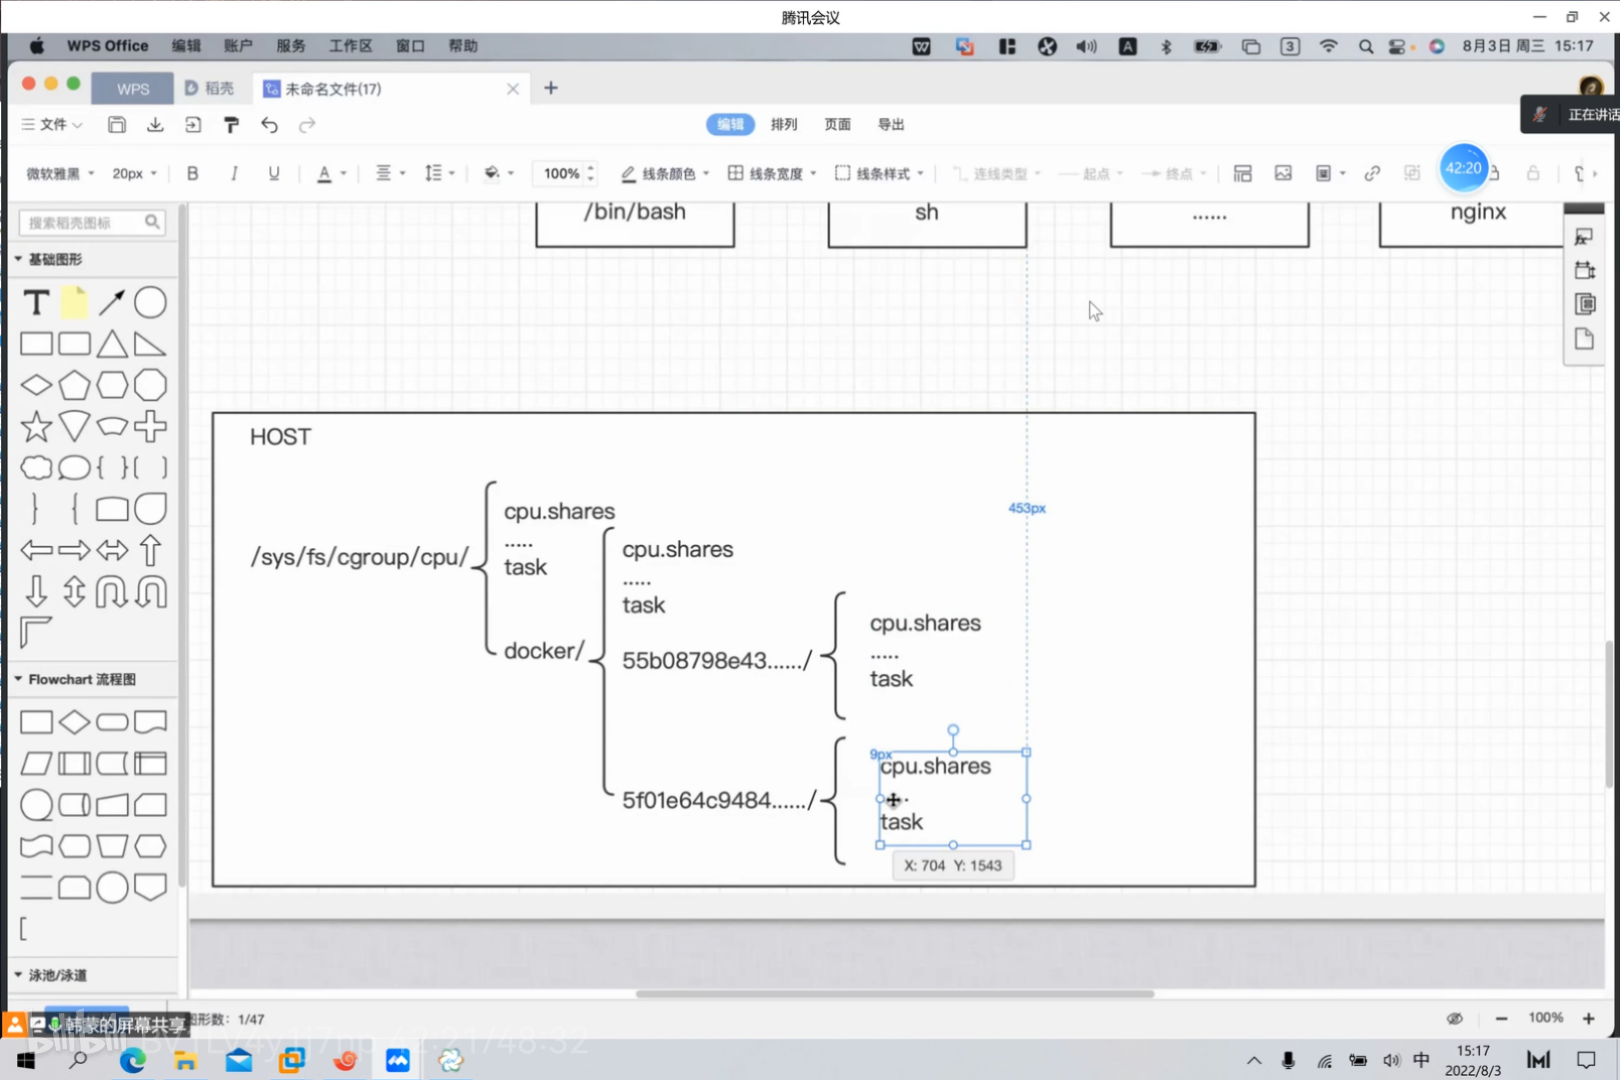 腾讯会议
WPS Office 编辑 账户 服务 工作区 窗口 帮助 8月3日 周三 15:17
WPS 稻壳 未命名文件(17)
文件 编辑 排列 页面 导出 正在讲话
微软雅黑 20px B I U A 100% 线条颜色 线条宽度 线条样式 连线类型 起点 终点 42:20
搜索稻壳图标
/bin/bash sh ...... nginx
基础图形
HOST
cpu.shares
453px
.....
/sys/fs/cgroup/cpu/
cpu.shares
task
.....
task
cpu.shares
docker/
55b08798e43....../
.....
task
Flowchart 流程图
9px
cpu.shares
5f01e64c9484....../
task
X: 704 Y: 1543
泳池/泳道
韩蒙的屏幕共享
图形数: 1/47
100%
中
15:17
2022/8/3